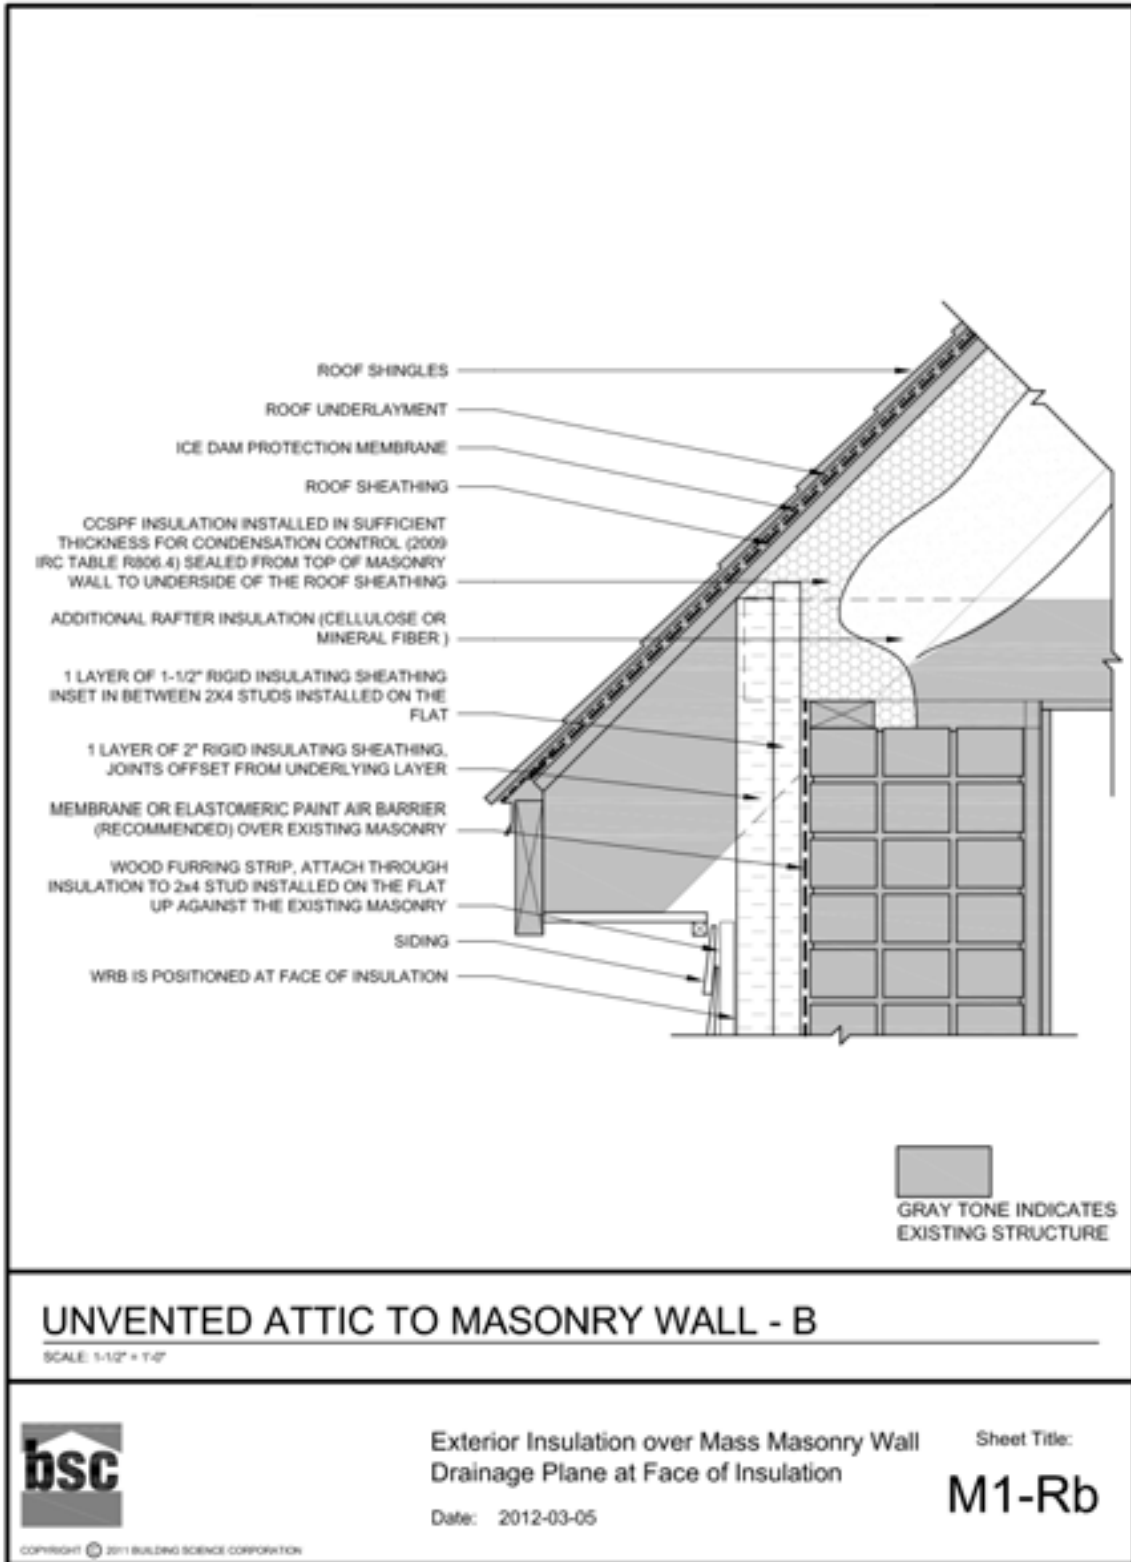 ROOF SHINGLES
ROOF UNDERLAYMENT
ICE DAM PROTECTION MEMBRANE
ROOF SHEATHING
CCSPF INSULATION INSTALLED IN SUFFICIENT
THICKNESS FOR CONDENSATION CONTROL (2009
IRC TABLE R806.4) SEALED FROM TOP OF MASONRY
WALL TO UNDERSIDE OF THE ROOF SHEATHING
ADDITIONAL RAFTER INSULATION (CELLULOSE OR
MINERAL FIBER )
1 LAYER OF 1-1/2" RIGID INSULATING SHEATHING
INSET IN BETWEEN 2X4 STUDS INSTALLED ON THE
FLAT
1 LAYER OF 2" RIGID INSULATING SHEATHING,
JOINTS OFFSET FROM UNDERLYING LAYER
MEMBRANE OR ELASTOMERIC PAINT AIR BARRIER
(RECOMMENDED) OVER EXISTING MASONRY
WOOD FURRING STRIP, ATTACH THROUGH
INSULATION TO 2x4 STUD INSTALLED ON THE FLAT
UP AGAINST THE EXISTING MASONRY
SIDING
WRB IS POSITIONED AT FACE OF INSULATION
GRAY TONE INDICATES
EXISTING STRUCTURE
UNVENTED ATTIC TO MASONRY WALL - B
SCALE: 1-1/2" = 1'-0"
bsc
Exterior Insulation over Mass Masonry Wall
Drainage Plane at Face of Insulation
Date: 2012-03-05
Sheet Title:
M1-Rb
COPYRIGHT © 2011 BUILDING SCIENCE CORPORATION